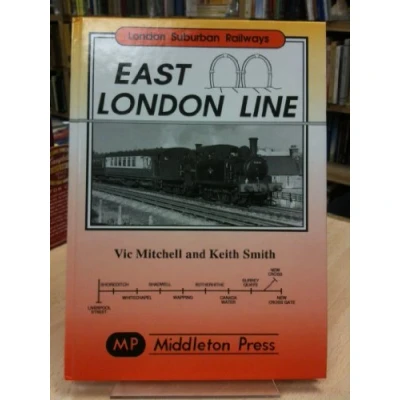 London Suburban Railways
EAST
LONDON LINE
Vic Mitchell and Keith Smith
NEW
CROSS
SHOREDITCH
SHADWELL
ROTHERHITHE
SURREY
QUAYS
LIVERPOOL
STREET
WHITECHAPEL
WAPPING
CANADA
WATER
NEW
CROSS GATE
MP Middleton Press